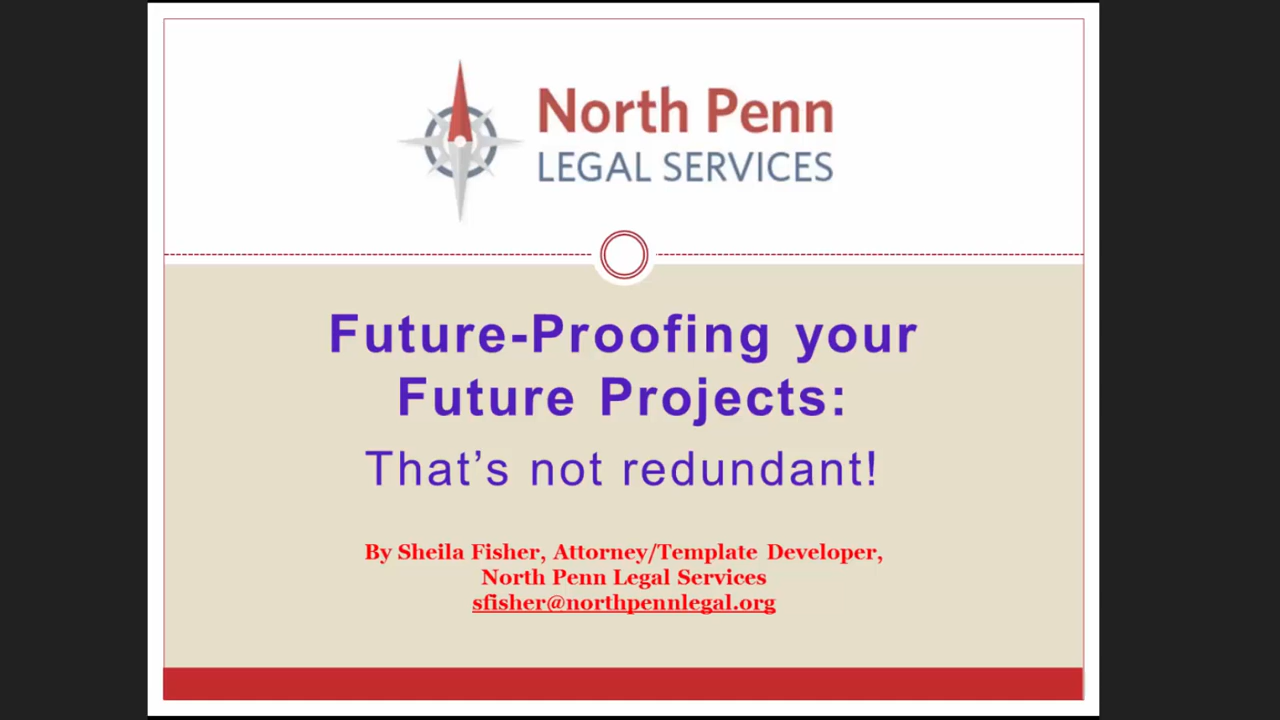 North Penn
LEGAL SERVICES
Future-Proofing your
Future Projects:
That’s not redundant!
By Sheila Fisher, Attorney/Template Developer,
North Penn Legal Services
sfisher@northpennlegal.org